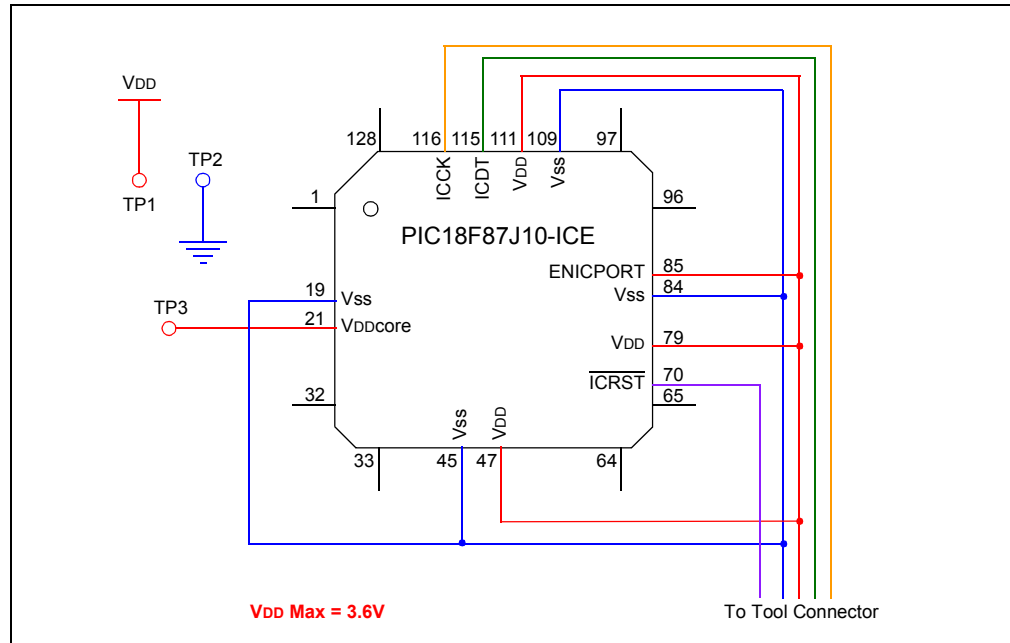 VDD
TP1
TP2
TP3
128
116
115
111
109
97
ICCK
ICDT
VDD
Vss
1
96
PIC18F87J10-ICE
ENICPORT
85
Vss
84
19
Vss
21
VDDcore
VDD
79
ICRST
70
65
32
Vss
VDD
33
45
47
64
VDD Max = 3.6V
To Tool Connector